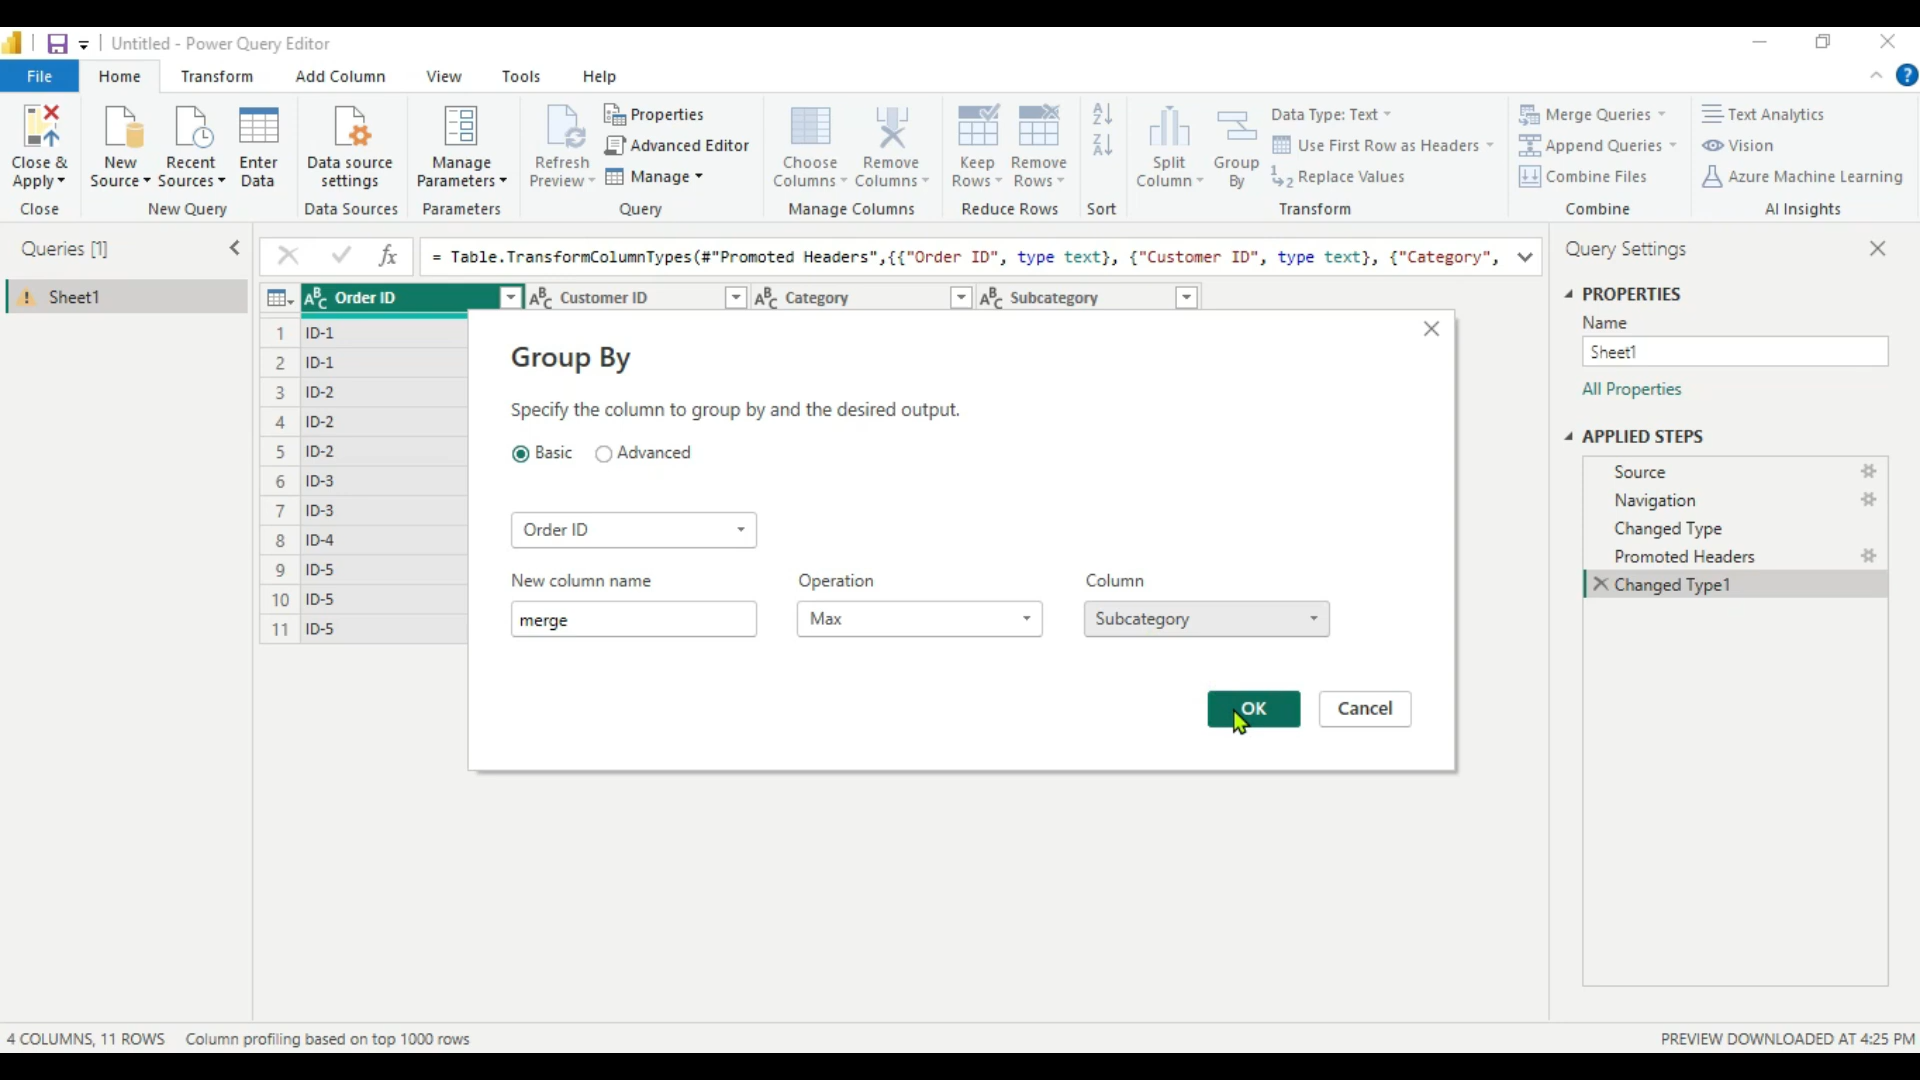 Untitled - Power Query Editor
File Home Transform Add Column View Tools Help
Close & Apply
Close
New Source
Recent Sources
Enter Data
New Query
Data source settings
Data Sources
Manage Parameters
Parameters
Refresh Preview
Properties
Advanced Editor
Manage
Query
Choose Columns
Remove Columns
Manage Columns
Keep Rows
Remove Rows
Reduce Rows
Sort
Split Column
Group By
Data Type: Text
Use First Row as Headers
Replace Values
Transform
Merge Queries
Append Queries
Combine Files
Combine
Text Analytics
Vision
Azure Machine Learning
AI Insights
Queries [1]
Sheet1
= Table.TransformColumnTypes(#"Promoted Headers",{{"Order ID", type text}, {"Customer ID", type text}, {"Category",
Order ID Customer ID Category Subcategory
1 ID-1
2 ID-1
3 ID-2
4 ID-2
5 ID-2
6 ID-3
7 ID-3
8 ID-4
9 ID-5
10 ID-5
11 ID-5
Group By
Specify the column to group by and the desired output.
Basic Advanced
Order ID
New column name Operation Column
merge Max Subcategory
OK Cancel
Query Settings
PROPERTIES
Name
Sheet1
All Properties
APPLIED STEPS
Source
Navigation
Changed Type
Promoted Headers
Changed Type1
4 COLUMNS, 11 ROWS Column profiling based on top 1000 rows
PREVIEW DOWNLOADED AT 4:25 PM